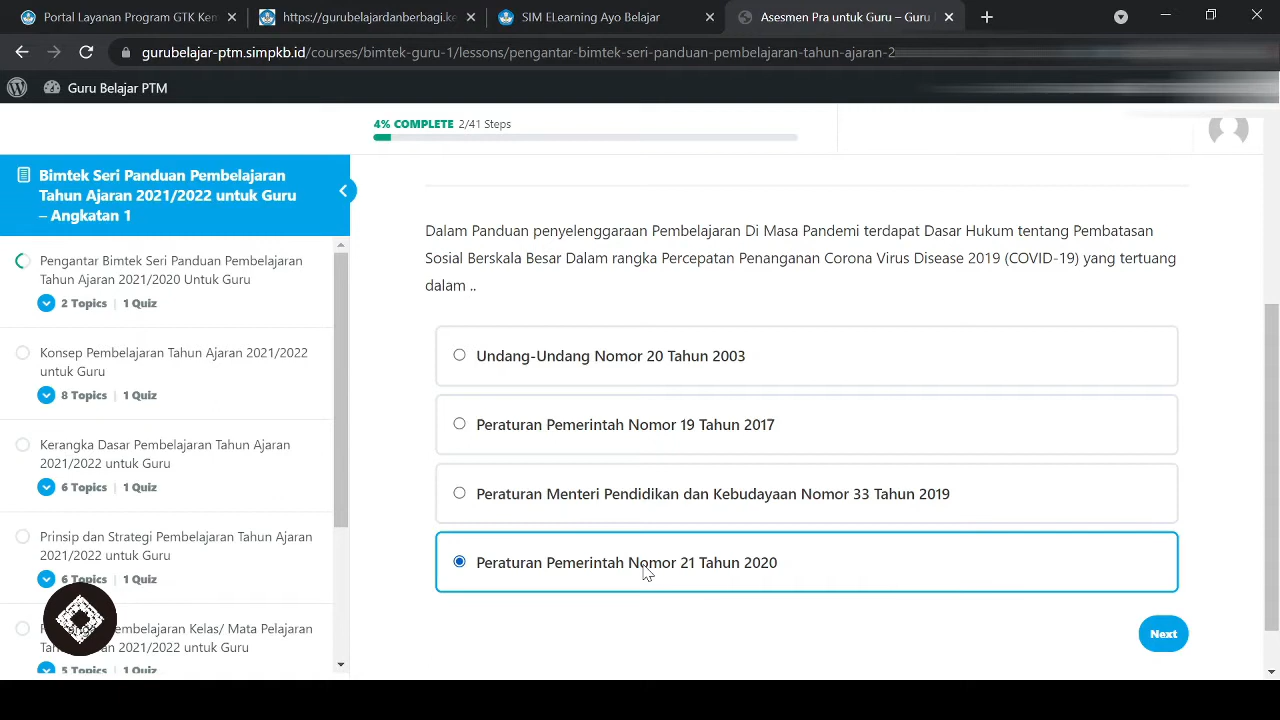 Portal Layanan Program GTK Ken
https://gurubelajardanberbagi.ke
SIM ELearning Ayo Belajar
Asesmen Pra untuk Guru – Guru
gurubelajar-ptm.simpkb.id/courses/bimtek-guru-1/lessons/pengantar-bimtek-seri-panduan-pembelajaran-tahun-ajaran-2
Guru Belajar PTM
4% COMPLETE 2/41 Steps
Bimtek Seri Panduan Pembelajaran
Tahun Ajaran 2021/2022 untuk Guru
– Angkatan 1
Pengantar Bimtek Seri Panduan Pembelajaran
Tahun Ajaran 2021/2020 Untuk Guru
2 Topics | 1 Quiz
Konsep Pembelajaran Tahun Ajaran 2021/2022
untuk Guru
8 Topics | 1 Quiz
Kerangka Dasar Pembelajaran Tahun Ajaran
2021/2022 untuk Guru
6 Topics | 1 Quiz
Prinsip dan Strategi Pembelajaran Tahun Ajaran
2021/2022 untuk Guru
6 Topics | 1 Quiz
Pembelajaran Kelas/ Mata Pelajaran
2021/2022 untuk Guru
5 Topics | 1 Quiz
Dalam Panduan penyelenggaraan Pembelajaran Di Masa Pandemi terdapat Dasar Hukum tentang Pembatasan
Sosial Berskala Besar Dalam rangka Percepatan Penanganan Corona Virus Disease 2019 (COVID-19) yang tertuang
dalam ..
Undang-Undang Nomor 20 Tahun 2003
Peraturan Pemerintah Nomor 19 Tahun 2017
Peraturan Menteri Pendidikan dan Kebudayaan Nomor 33 Tahun 2019
Peraturan Pemerintah Nomor 21 Tahun 2020
Next